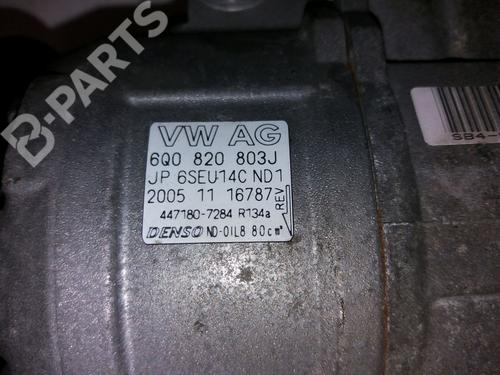 B-PARTS
VW AG
6Q0 820 803J
JP 6SEU14C ND1
2005 11 16787
REV
447180-7284 R134a
DENSO ND-OIL8 80cm³
SB4-